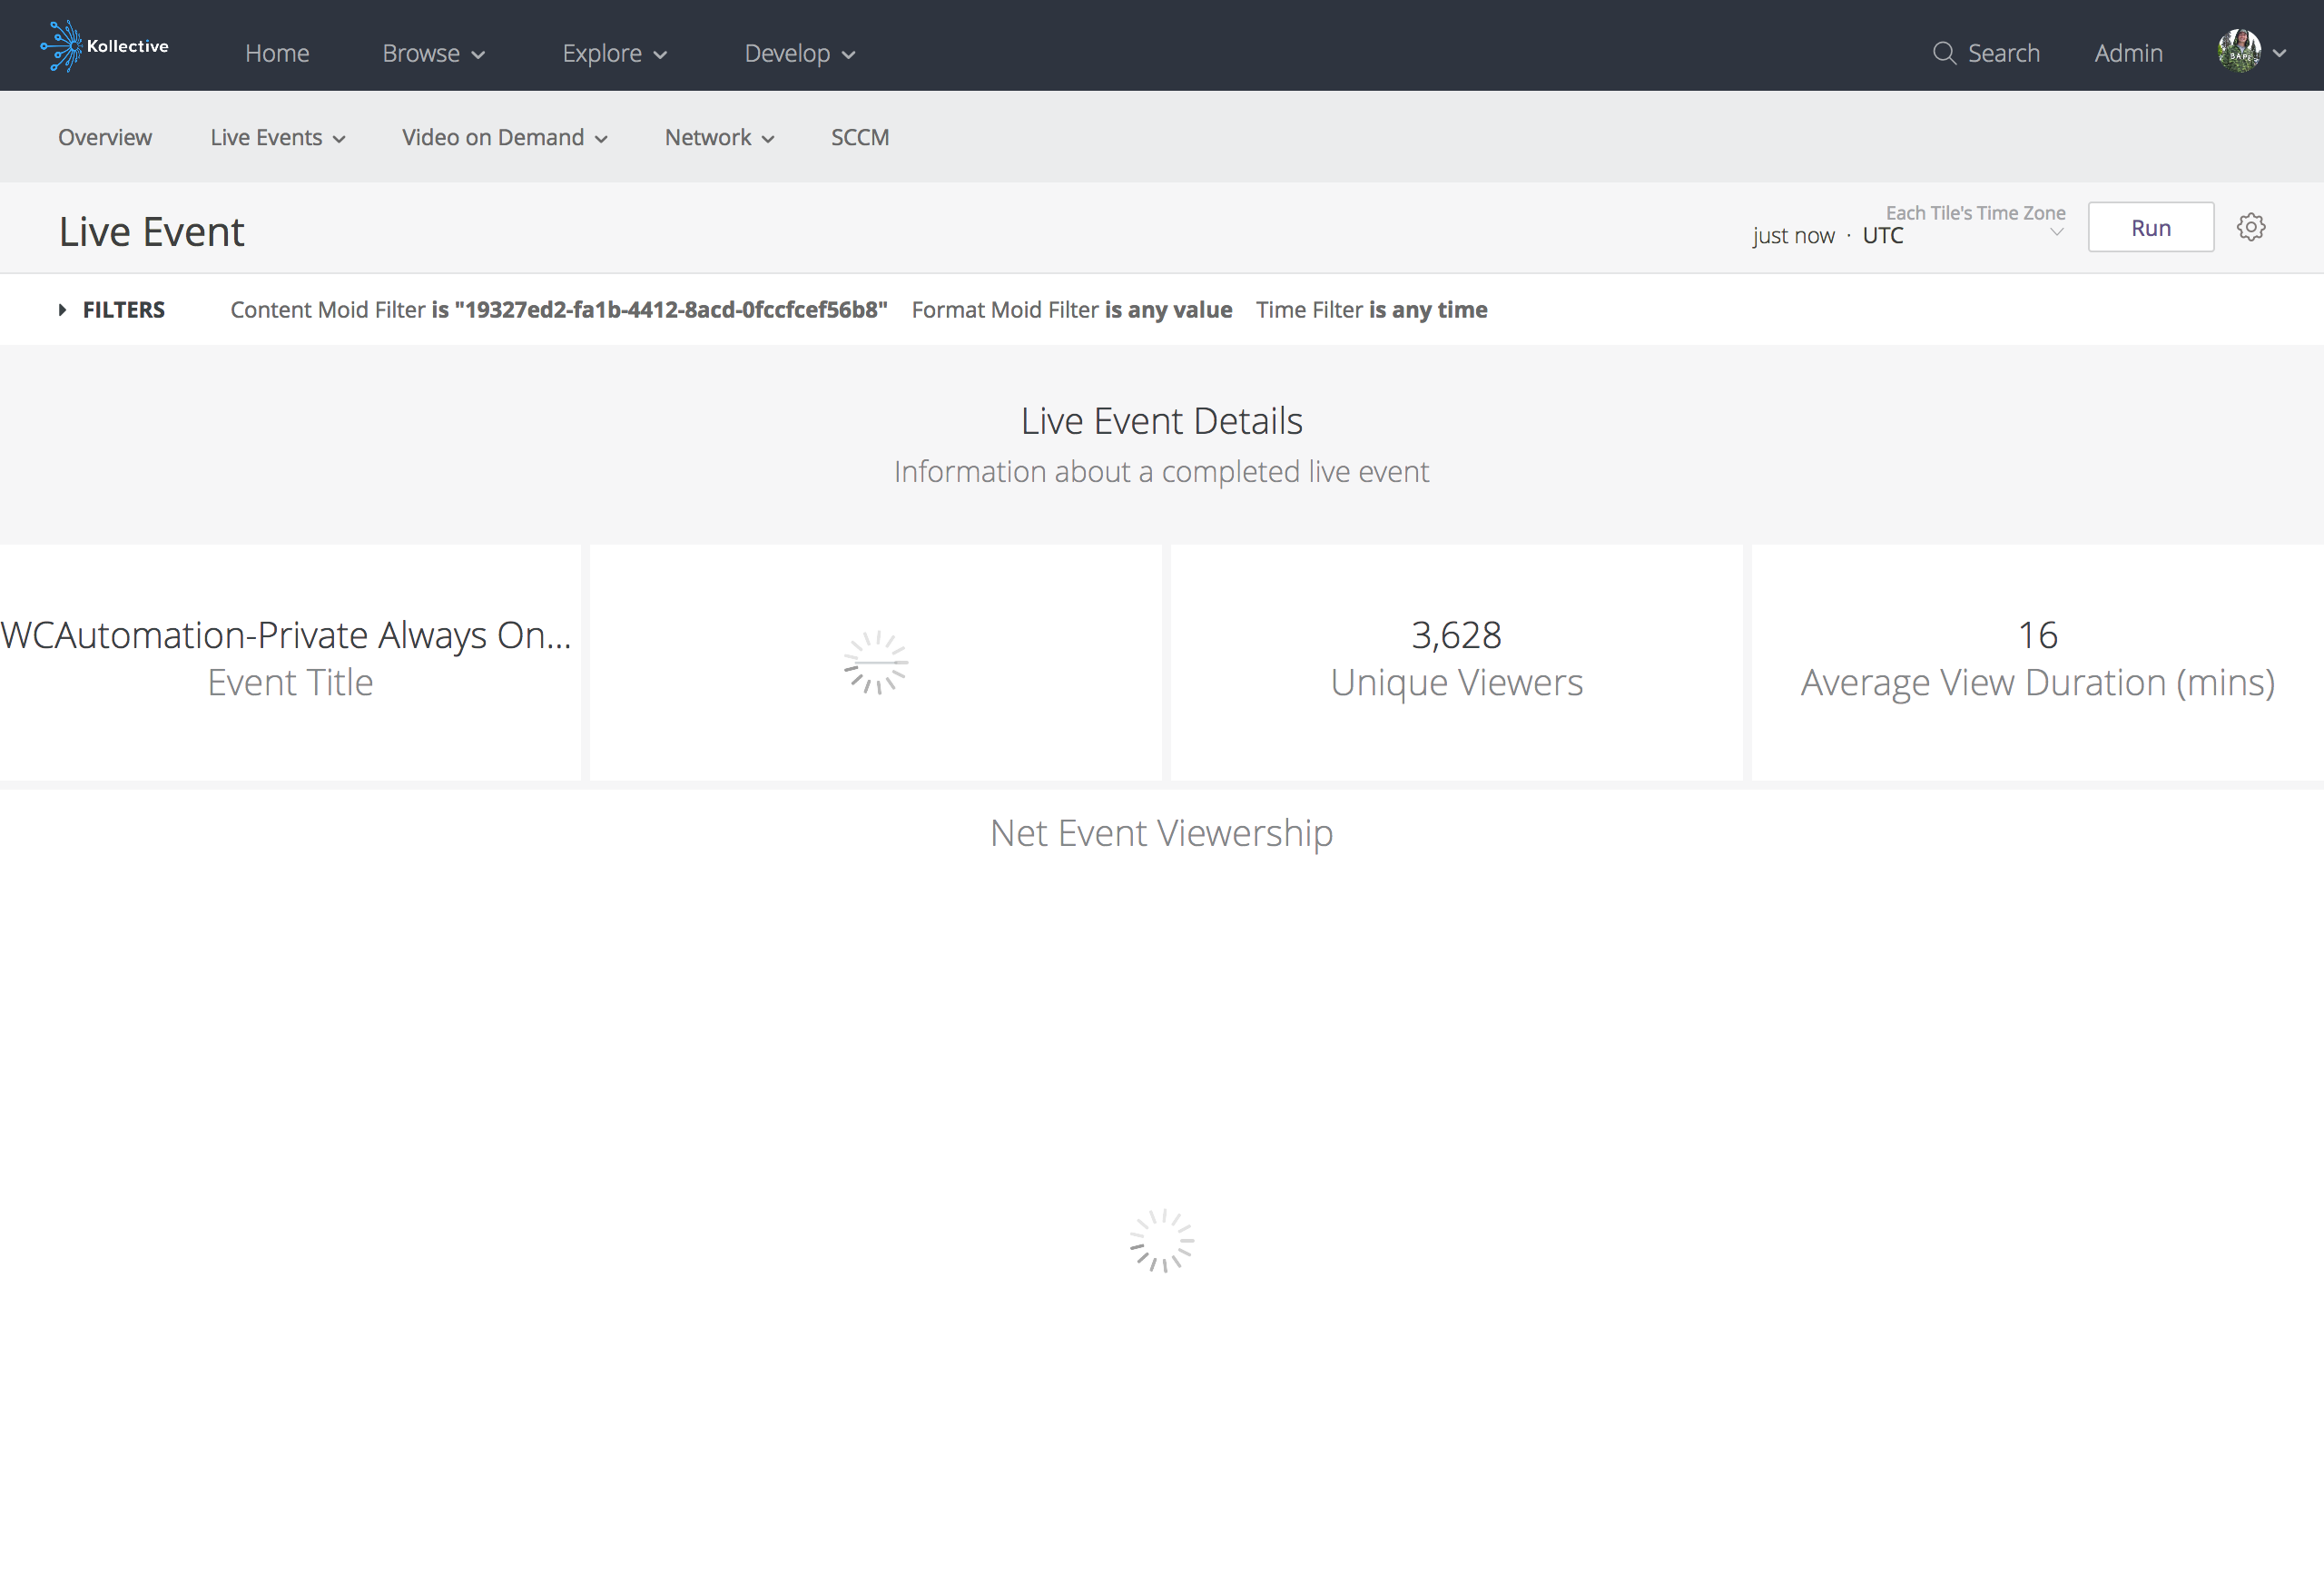 Kollective
Home
Browse
Explore
Develop
Search
Admin
Overview
Live Events
Video on Demand
Network
SCCM
Live Event
Each Tile's Time Zone
just now · UTC
Run
FILTERS
Content Moid Filter is "19327ed2-fa1b-4412-8acd-0fccfcef56b8" Format Moid Filter is any value Time Filter is any time
Live Event Details
Information about a completed live event
WCAutomation-Private Always On...
Event Title
3,628
Unique Viewers
16
Average View Duration (mins)
Net Event Viewership